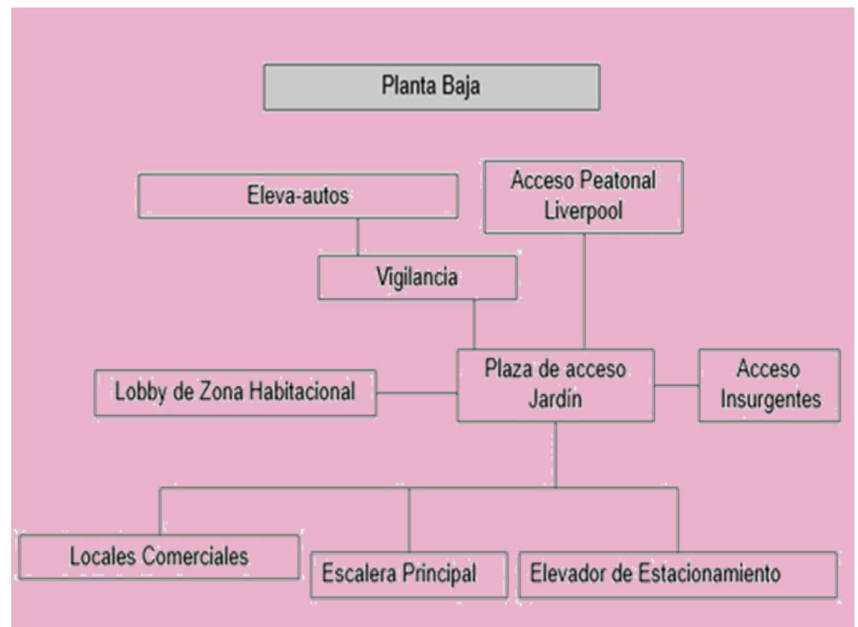 Planta Baja
Eleva-autos
Acceso Peatonal
Liverpool
Vigilancia
Lobby de Zona Habitacional
Plaza de acceso
Jardín
Acceso
Insurgentes
Locales Comerciales
Escalera Principal
Elevador de Estacionamiento